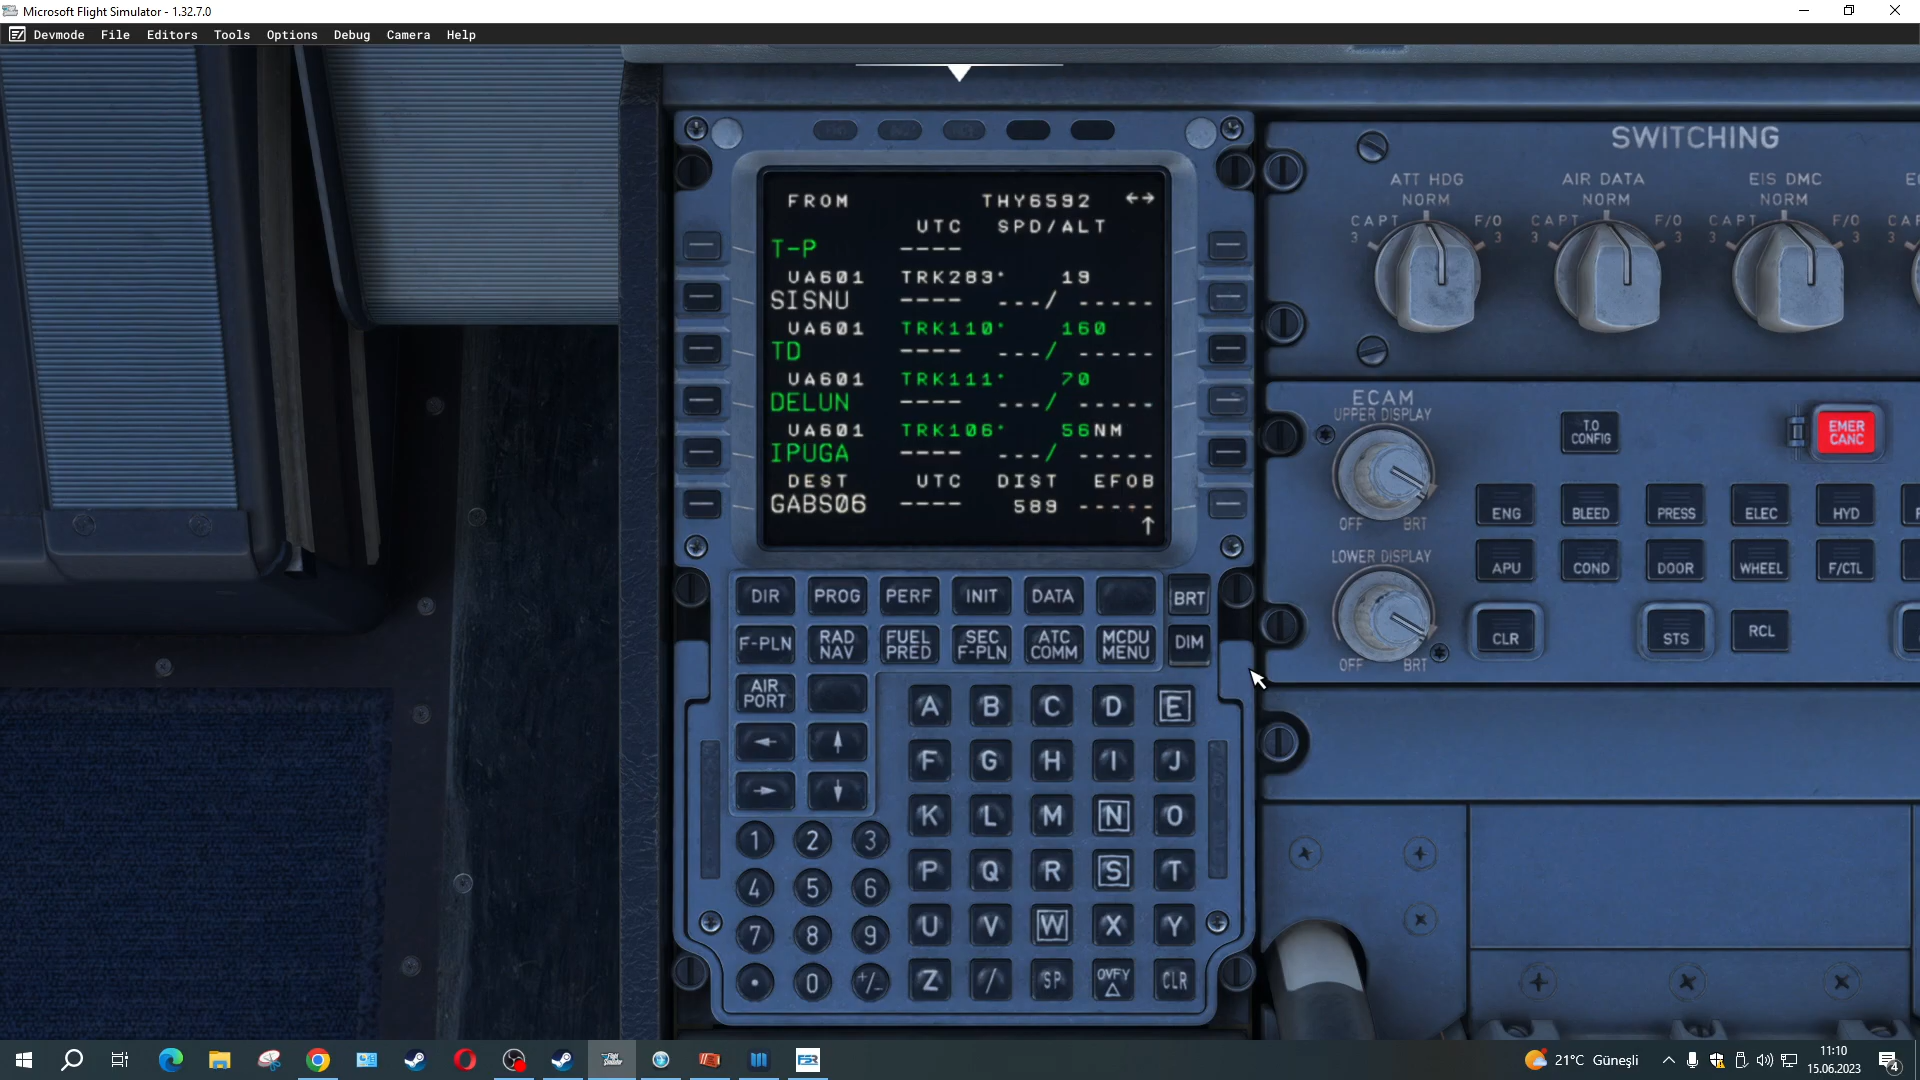 Microsoft Flight Simulator - 1.32.7.0
Devmode File Editors Tools Options Debug Camera Help
FROM THY6592 ←→
UTC SPD/ALT
T-P ----
UA601 TRK283° 19
SISNU ---- ---/ -----
UA601 TRK110° 160
TD ---- ---/ -----
UA601 TRK111° 70
DELUN ---- ---/ -----
UA601 TRK106° 56NM
IPUGA ---- ---/ -----
DEST UTC DIST EFOB
GABS06 ---- 589 -----
↑
DIR PROG PERF INIT DATA BRT
F-PLN RAD NAV FUEL PRED SEC F-PLN ATC COMM MCDU MENU DIM
AIR PORT
← ↑
→ ↓
A B C D E
F G H I J
K L M N O
P Q R S T
U V W X Y
Z / SP OVFY Δ CLR
1 2 3
4 5 6
7 8 9
. 0 +/-
SWITCHING
ATT HDG AIR DATA EIS DMC
NORM NORM NORM
CAPT 3 F/O 3 CAPT 3 F/O 3 CAPT 3 F/O 3
ECAM
UPPER DISPLAY
OFF BRT
LOWER DISPLAY
OFF BRT
T.O CONFIG
EMER CANC
ENG BLEED PRESS ELEC HYD
APU COND DOOR WHEEL F/CTL
CLR STS RCL
21°C Güneşli
11:10
15.06.2023
4